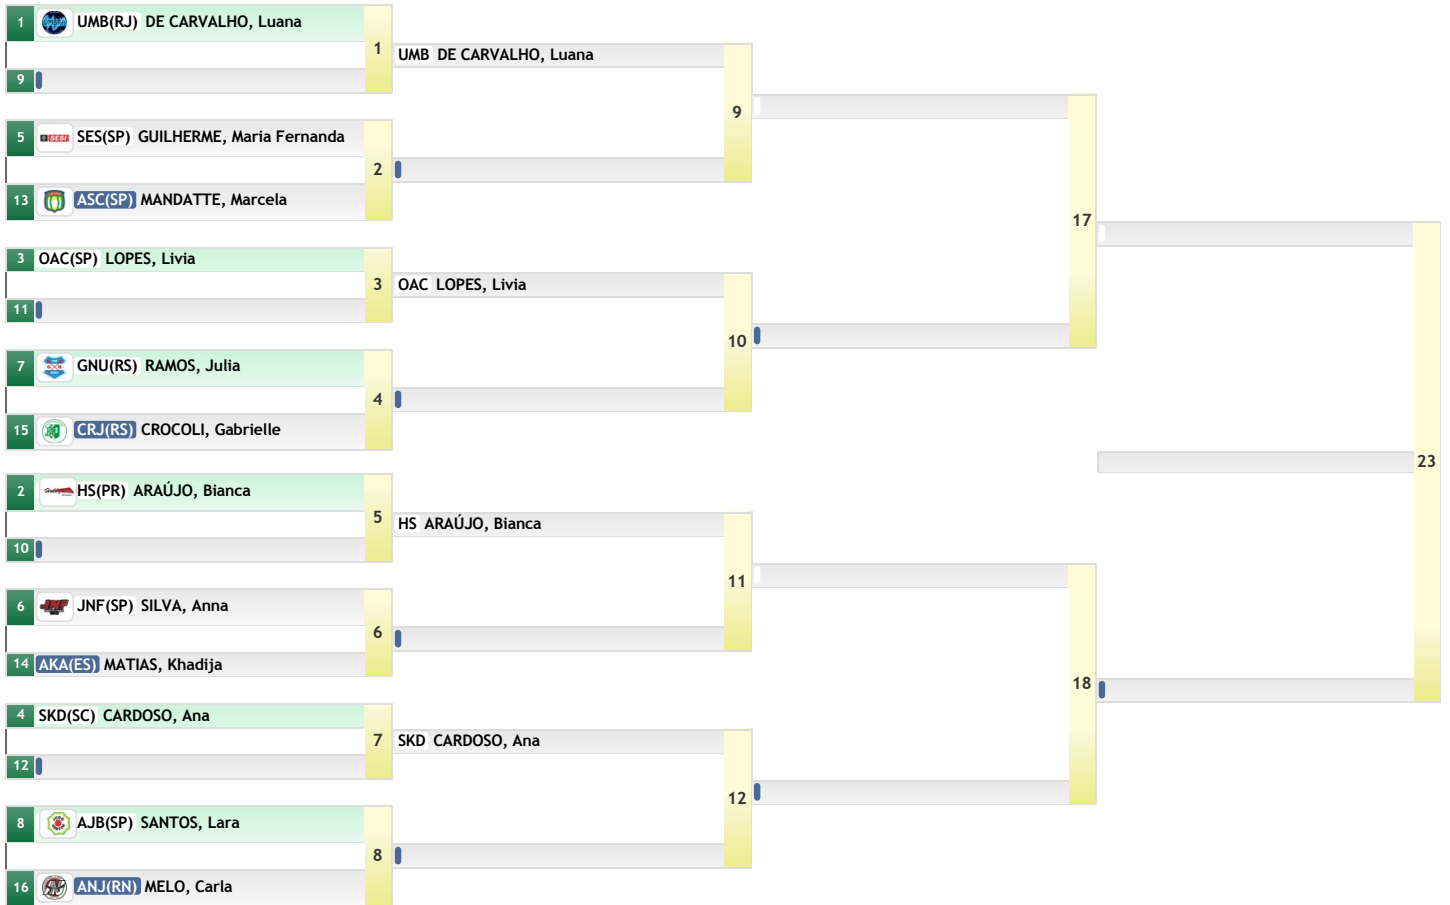 1 UMB(RJ) DE CARVALHO, Luana
1
UMB DE CARVALHO, Luana
9
9
5 SESI SES(SP) GUILHERME, Maria Fernanda
2
13 ASC(SP) MANDATTE, Marcela
17
3 OAC(SP) LOPES, Livia
3
OAC LOPES, Livia
11
10
7 GNU(RS) RAMOS, Julia
4
15 CRJ(RS) CROCOLI, Gabrielle
23
2 HS(PR) ARAÚJO, Bianca
5
HS ARAÚJO, Bianca
10
11
6 JNF JNF(SP) SILVA, Anna
6
14 AKA(ES) MATIAS, Khadija
18
4 SKD(SC) CARDOSO, Ana
7
SKD CARDOSO, Ana
12
12
8 AJB(SP) SANTOS, Lara
8
16 ANJ(RN) MELO, Carla